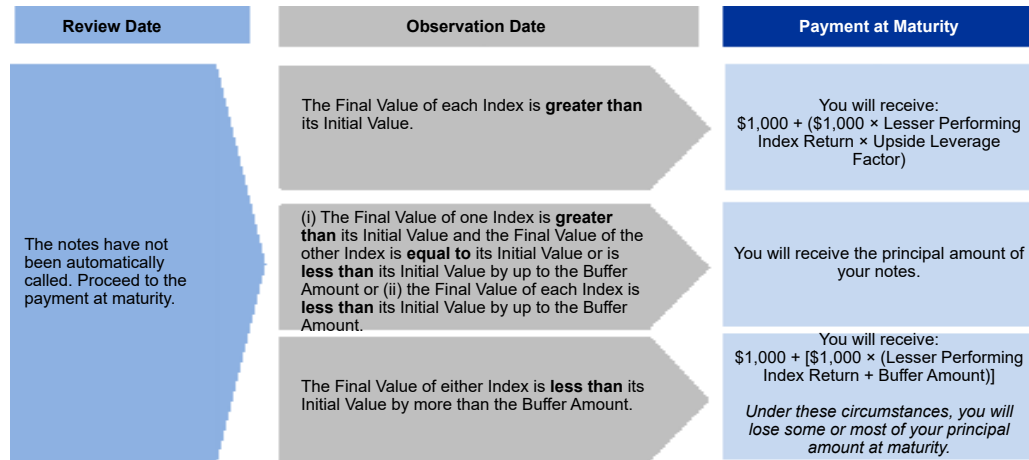 Review Date
Observation Date
Payment at Maturity
The notes have not
been automatically
called. Proceed to the
payment at maturity.
The Final Value of each Index is greater than
its Initial Value.
You will receive:
$1,000 + ($1,000 × Lesser Performing
Index Return × Upside Leverage
Factor)
(i) The Final Value of one Index is greater
than its Initial Value and the Final Value of the
other Index is equal to its Initial Value or is
less than its Initial Value by up to the Buffer
Amount or (ii) the Final Value of each Index is
less than its Initial Value by up to the Buffer
Amount.
You will receive the principal amount of
your notes.
The Final Value of either Index is less than its
Initial Value by more than the Buffer Amount.
You will receive:
$1,000 + [$1,000 × (Lesser Performing
Index Return + Buffer Amount)]
Under these circumstances, you will
lose some or most of your principal
amount at maturity.